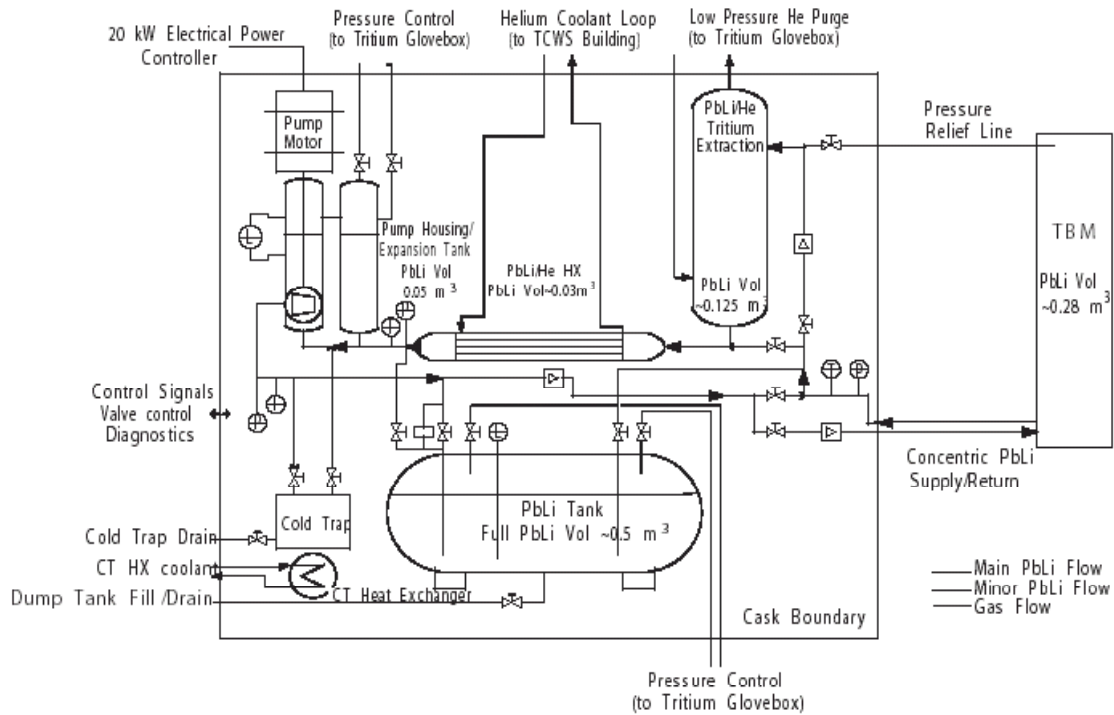 20 kW Electrical Power
Controller
Pressure Control
(to Tritium Glovebox)
Helium Coolant Loop
(to TCWS Building)
Low Pressure He Purge
(to Tritium Glovebox)
Pump
Motor
PbLi/He
Tritium
Extraction
Pressure
Relief Line
L
Pump Housing/
Expansion Tank
PbLi Vol
0.05 m³
PbLi/He HX
PbLi Vol~0.03m³
PbLi Vol
~0.125 m³
TBM
PbLi Vol
~0.28 m³
T
P
Control Signals
Valve control
Diagnostics
L
Concentric PbLi
Supply/Return
PbLi Tank
Full PbLi Vol ~0.5 m³
Cold Trap
Cold Trap Drain
CT HX coolant
CT Heat Exchanger
Dump Tank Fill/Drain
Main PbLi Flow
Minor PbLi Flow
Gas Flow
Cask Boundary
Pressure Control
(to Tritium Glovebox)